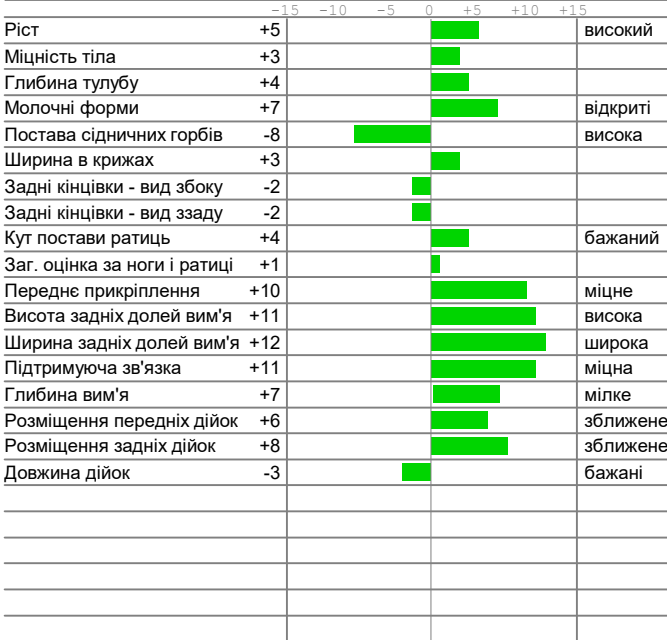 -15 -10 -5 0 +5 +10 +15
Ріст +5 високий
Міцність тіла +3
Глибина тулубу +4
Молочні форми +7 відкриті
Постава сідничних горбів -8 висока
Ширина в крижах +3
Задні кінцівки - вид збоку -2
Задні кінцівки - вид ззаду -2
Кут постави ратиць +4 бажаний
Заг. оцінка за ноги і ратиці +1
Переднє прикріплення +10 міцне
Висота задніх долей вим'я +11 висока
Ширина задніх долей вим'я +12 широка
Підтримуюча зв'язка +11 міцна
Глибина вим'я +7 мілке
Розміщення передніх дійок +6 зближене
Розміщення задніх дійок +8 зближене
Довжина дійок -3 бажані